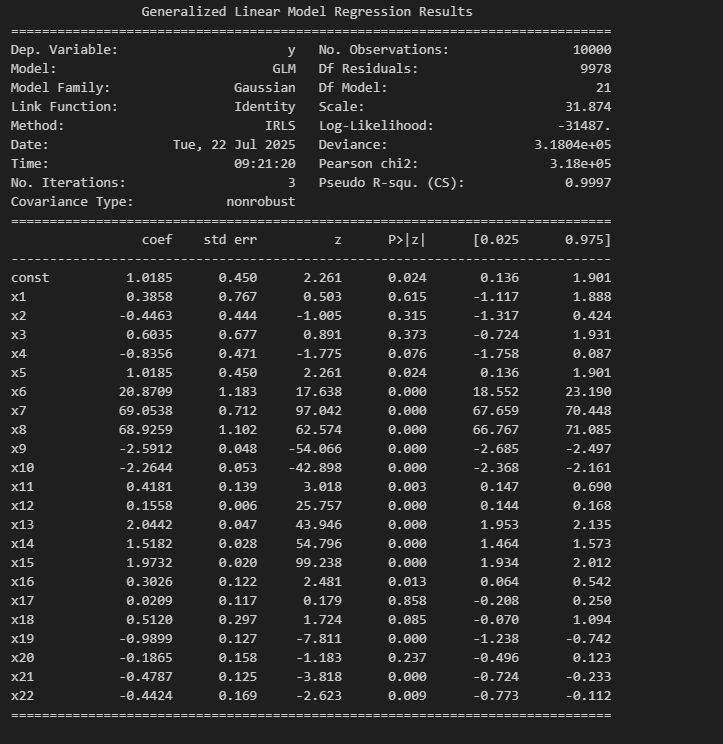 Generalized Linear Model Regression Results
==============================================================================
Dep. Variable:                      y   No. Observations:                10000
Model:                            GLM   Df Residuals:                     9978
Model Family:                Gaussian   Df Model:                           21
Link Function:               Identity   Scale:                          31.874
Method:                          IRLS   Log-Likelihood:                -31487.
Date:                Tue, 22 Jul 2025   Deviance:                   3.1804e+05
Time:                        09:21:20   Pearson chi2:                 3.18e+05
No. Iterations:                     3   Pseudo R-squ. (CS):             0.9997
Covariance Type:            nonrobust
==============================================================================
                 coef    std err          z      P>|z|      [0.025      0.975]
------------------------------------------------------------------------------
const          1.0185      0.450      2.261      0.024       0.136       1.901
x1             0.3858      0.767      0.503      0.615      -1.117       1.888
x2            -0.4463      0.444     -1.005      0.315      -1.317       0.424
x3             0.6035      0.677      0.891      0.373      -0.724       1.931
x4            -0.8356      0.471     -1.775      0.076      -1.758       0.087
x5             1.0185      0.450      2.261      0.024       0.136       1.901
x6            20.8709      1.183     17.638      0.000      18.552      23.190
x7            69.0538      0.712     97.042      0.000      67.659      70.448
x8            68.9259      1.102     62.574      0.000      66.767      71.085
x9            -2.5912      0.048    -54.066      0.000      -2.685      -2.497
x10           -2.2644      0.053    -42.898      0.000      -2.368      -2.161
x11            0.4181      0.139      3.018      0.003       0.147       0.690
x12            0.1558      0.006     25.757      0.000       0.144       0.168
x13            2.0442      0.047     43.946      0.000       1.953       2.135
x14            1.5182      0.028     54.796      0.000       1.464       1.573
x15            1.9732      0.020     99.238      0.000       1.934       2.012
x16            0.3026      0.122      2.481      0.013       0.064       0.542
x17            0.0209      0.117      0.179      0.858      -0.208       0.250
x18            0.5120      0.297      1.724      0.085      -0.070       1.094
x19           -0.9899      0.127     -7.811      0.000      -1.238      -0.742
x20           -0.1865      0.158     -1.183      0.237      -0.496       0.123
x21           -0.4787      0.125     -3.818      0.000      -0.724      -0.233
x22           -0.4424      0.169     -2.623      0.009      -0.773      -0.112
==============================================================================